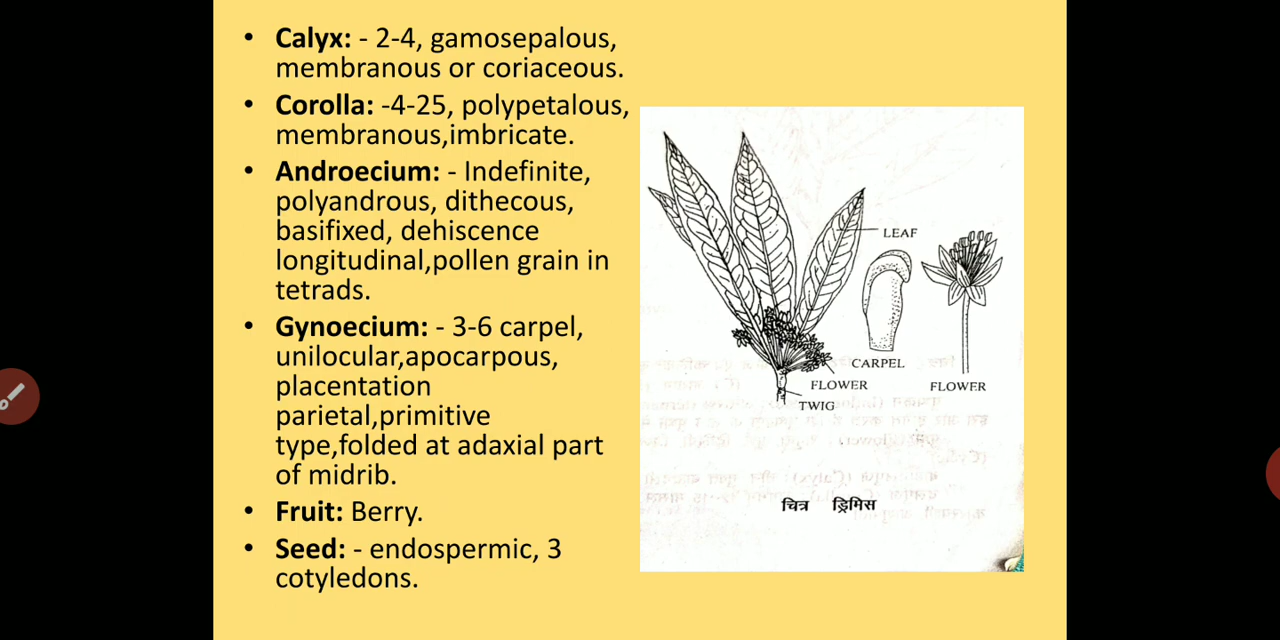 • Calyx: - 2-4, gamosepalous,
membranous or coriaceous.
• Corolla: -4-25, polypetalous,
membranous,imbricate.
• Androecium: - Indefinite,
polyandrous, dithecous,
basifixed, dehiscence
longitudinal,pollen grain in
tetrads.
• Gynoecium: - 3-6 carpel,
unilocular,apocarpous,
placentation
parietal,primitive
type,folded at adaxial part
of midrib.
• Fruit: Berry.
• Seed: - endospermic, 3
cotyledons.
LEAF
CARPEL
FLOWER
FLOWER
TWIG
चित्र ड्रिमिस